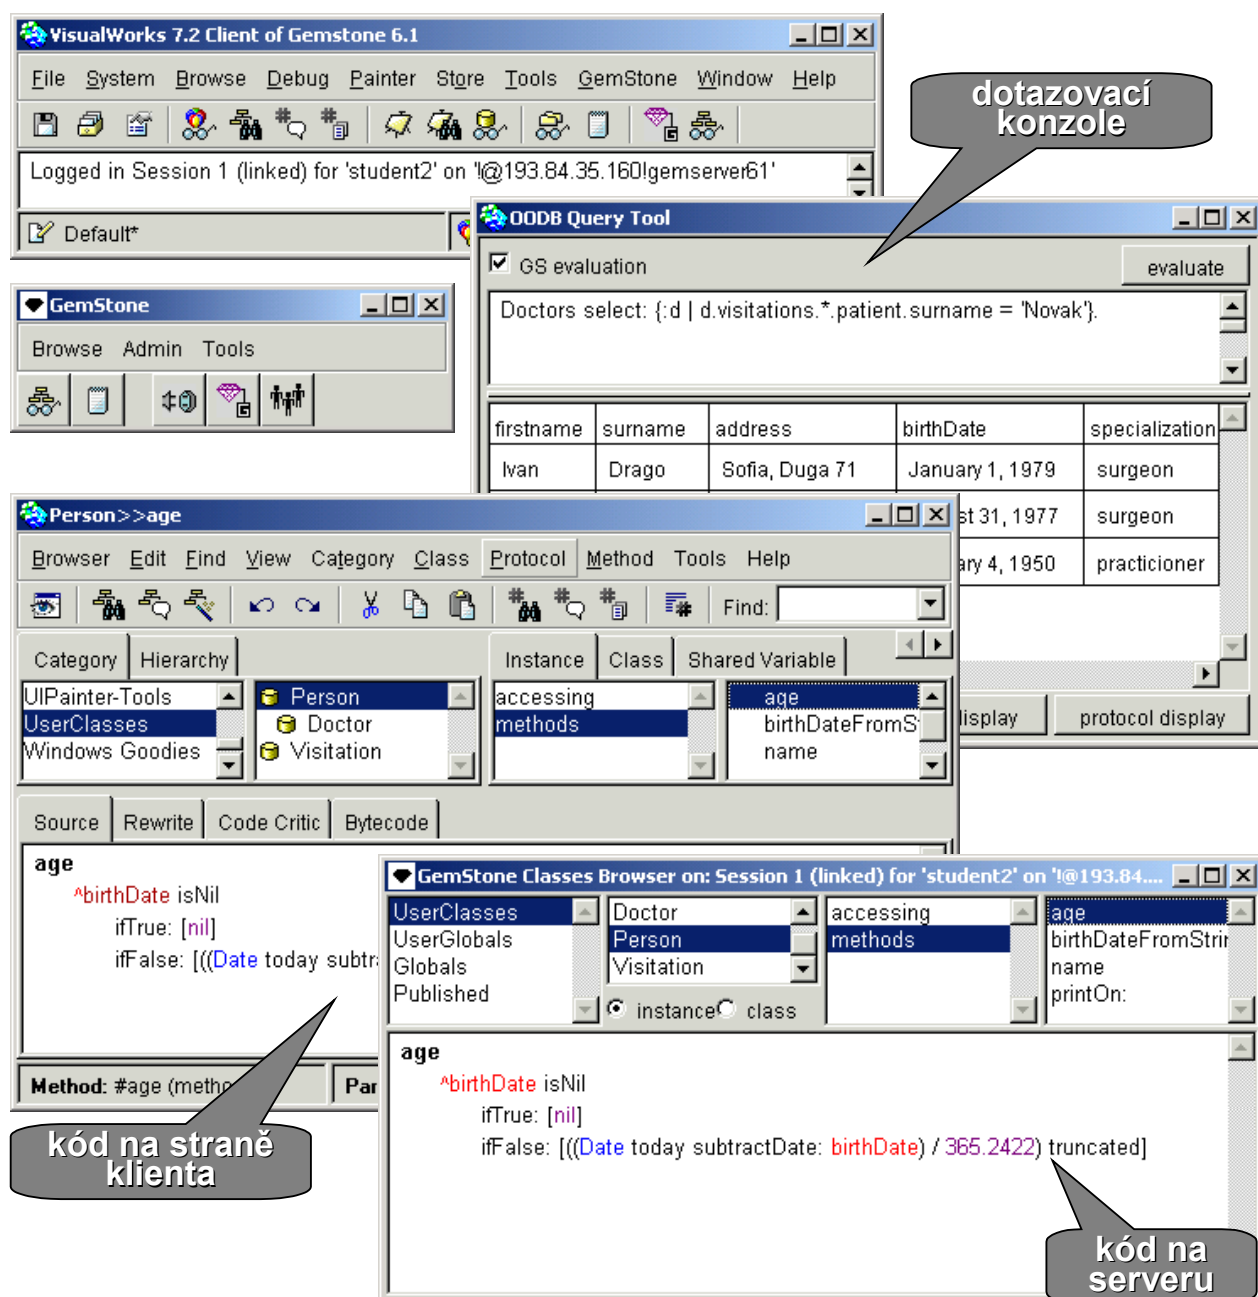 VisualWorks 7.2 Client of Gemstone 6.1
File System Browse Debug Painter Store Tools GemStone Window Help
Logged in Session 1 (linked) for 'student2' on '!@193.84.35.160!gemserver61'
Default*
dotazovací
konzole
OODB Query Tool
GS evaluation evaluate
Doctors select: {:d | d.visitations.*.patient.surname = 'Novak'}.
firstname surname address birthDate specialization
Ivan Drago Sofia, Duga 71 January 1, 1979 surgeon
st 31, 1977 surgeon
ary 4, 1950 practicioner
display protocol display
GemStone
Browse Admin Tools
Person>>age
Browser Edit Find View Category Class Protocol Method Tools Help
Find:
Category Hierarchy Instance Class Shared Variable
UIPainter-Tools Person accessing age
UserClasses Doctor methods birthDateFromS
Windows Goodies Visitation name
Source Rewrite Code Critic Bytecode
age
^birthDate isNil
ifTrue: [nil]
ifFalse: [((Date today subtra
Method: #age (metho Par
kód na straně
klienta
GemStone Classes Browser on: Session 1 (linked) for 'student2' on '!@193.84....
UserClasses Doctor accessing age
UserGlobals Person methods birthDateFromStrin
Globals Visitation name
Published instance class printOn:
age
^birthDate isNil
ifTrue: [nil]
ifFalse: [((Date today subtractDate: birthDate) / 365.2422) truncated]
kód na
serveru